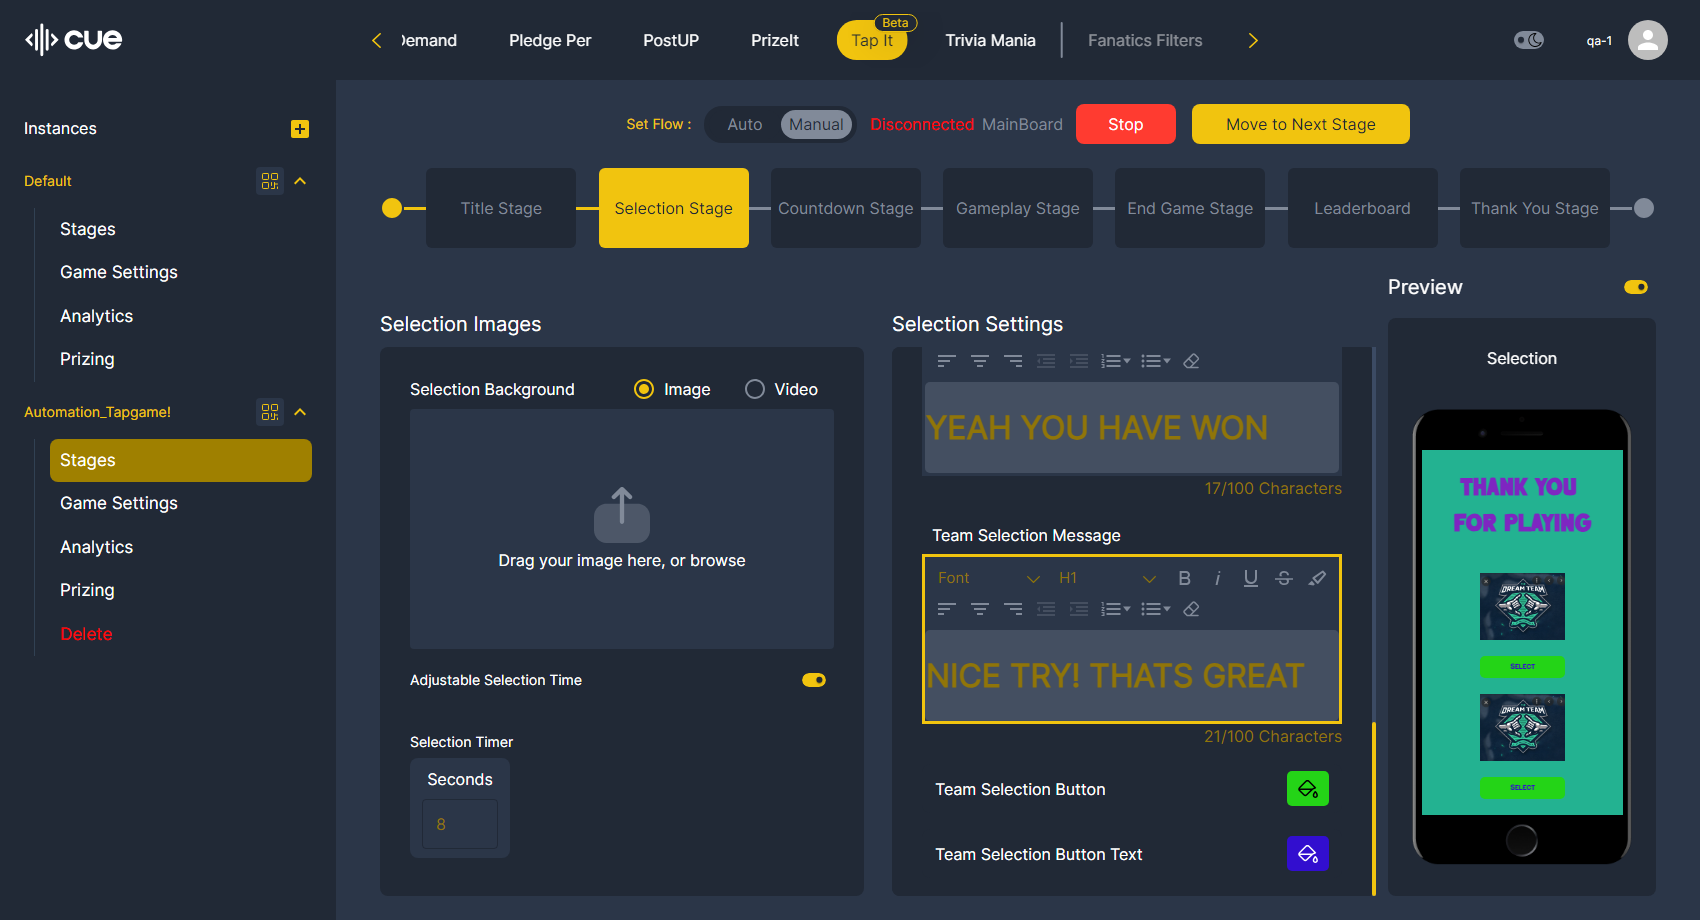 cue
Demand
Pledge Per
PostUP
PrizeIt
Tap It
Beta
Trivia Mania
Fanatics Filters
qa-1
Instances
Default
Stages
Game Settings
Analytics
Prizing
Automation_Tapgame!
Stages
Game Settings
Analytics
Prizing
Delete
Set Flow :
Auto
Manual
Disconnected MainBoard
Stop
Move to Next Stage
Title Stage
Selection Stage
Countdown Stage
Gameplay Stage
End Game Stage
Leaderboard
Thank You Stage
Selection Images
Selection Background
Image
Video
Drag your image here, or browse
Adjustable Selection Time
Selection Timer
Seconds
8
Selection Settings
YEAH YOU HAVE WON
17/100 Characters
Team Selection Message
Font
H1
B i U S
NICE TRY! THATS GREAT
21/100 Characters
Team Selection Button
Team Selection Button Text
Preview
Selection
THANK YOU
FOR PLAYING
DREAM TEAM
SELECT
DREAM TEAM
SELECT